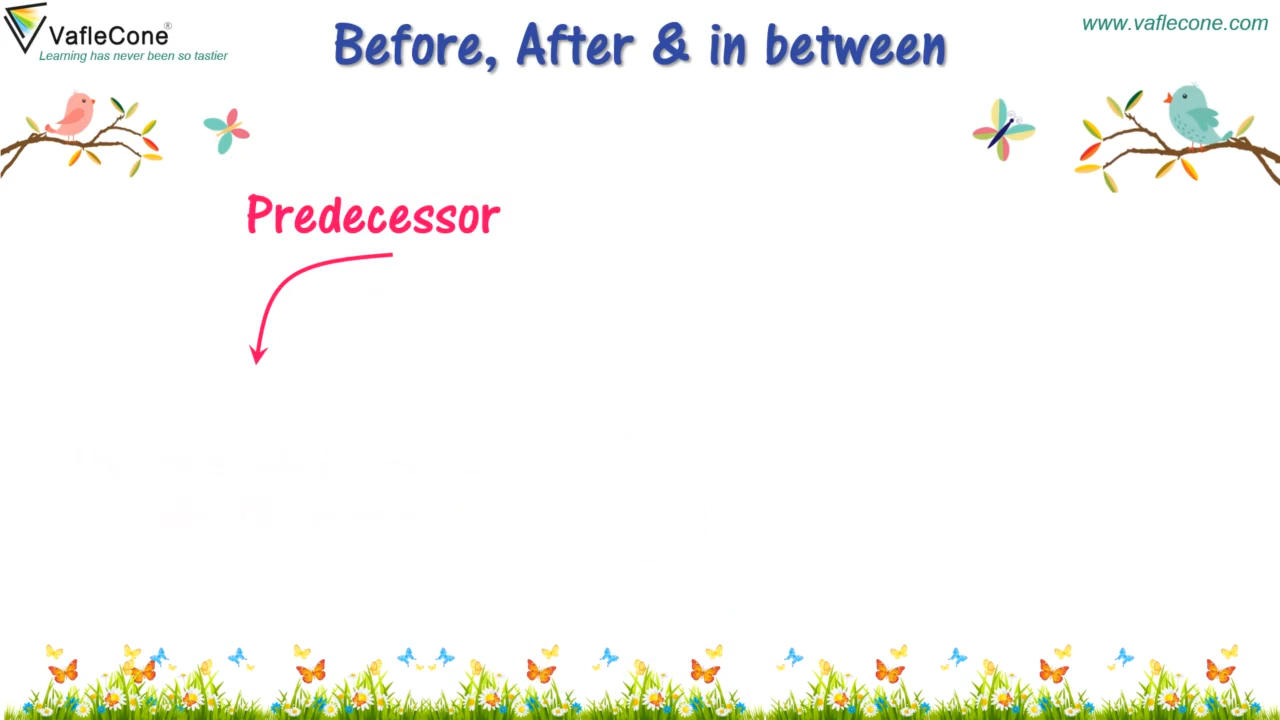 VafleCone®
Learning has never been so tastier
Before, After & in between
www.vaflecone.com
Predecessor